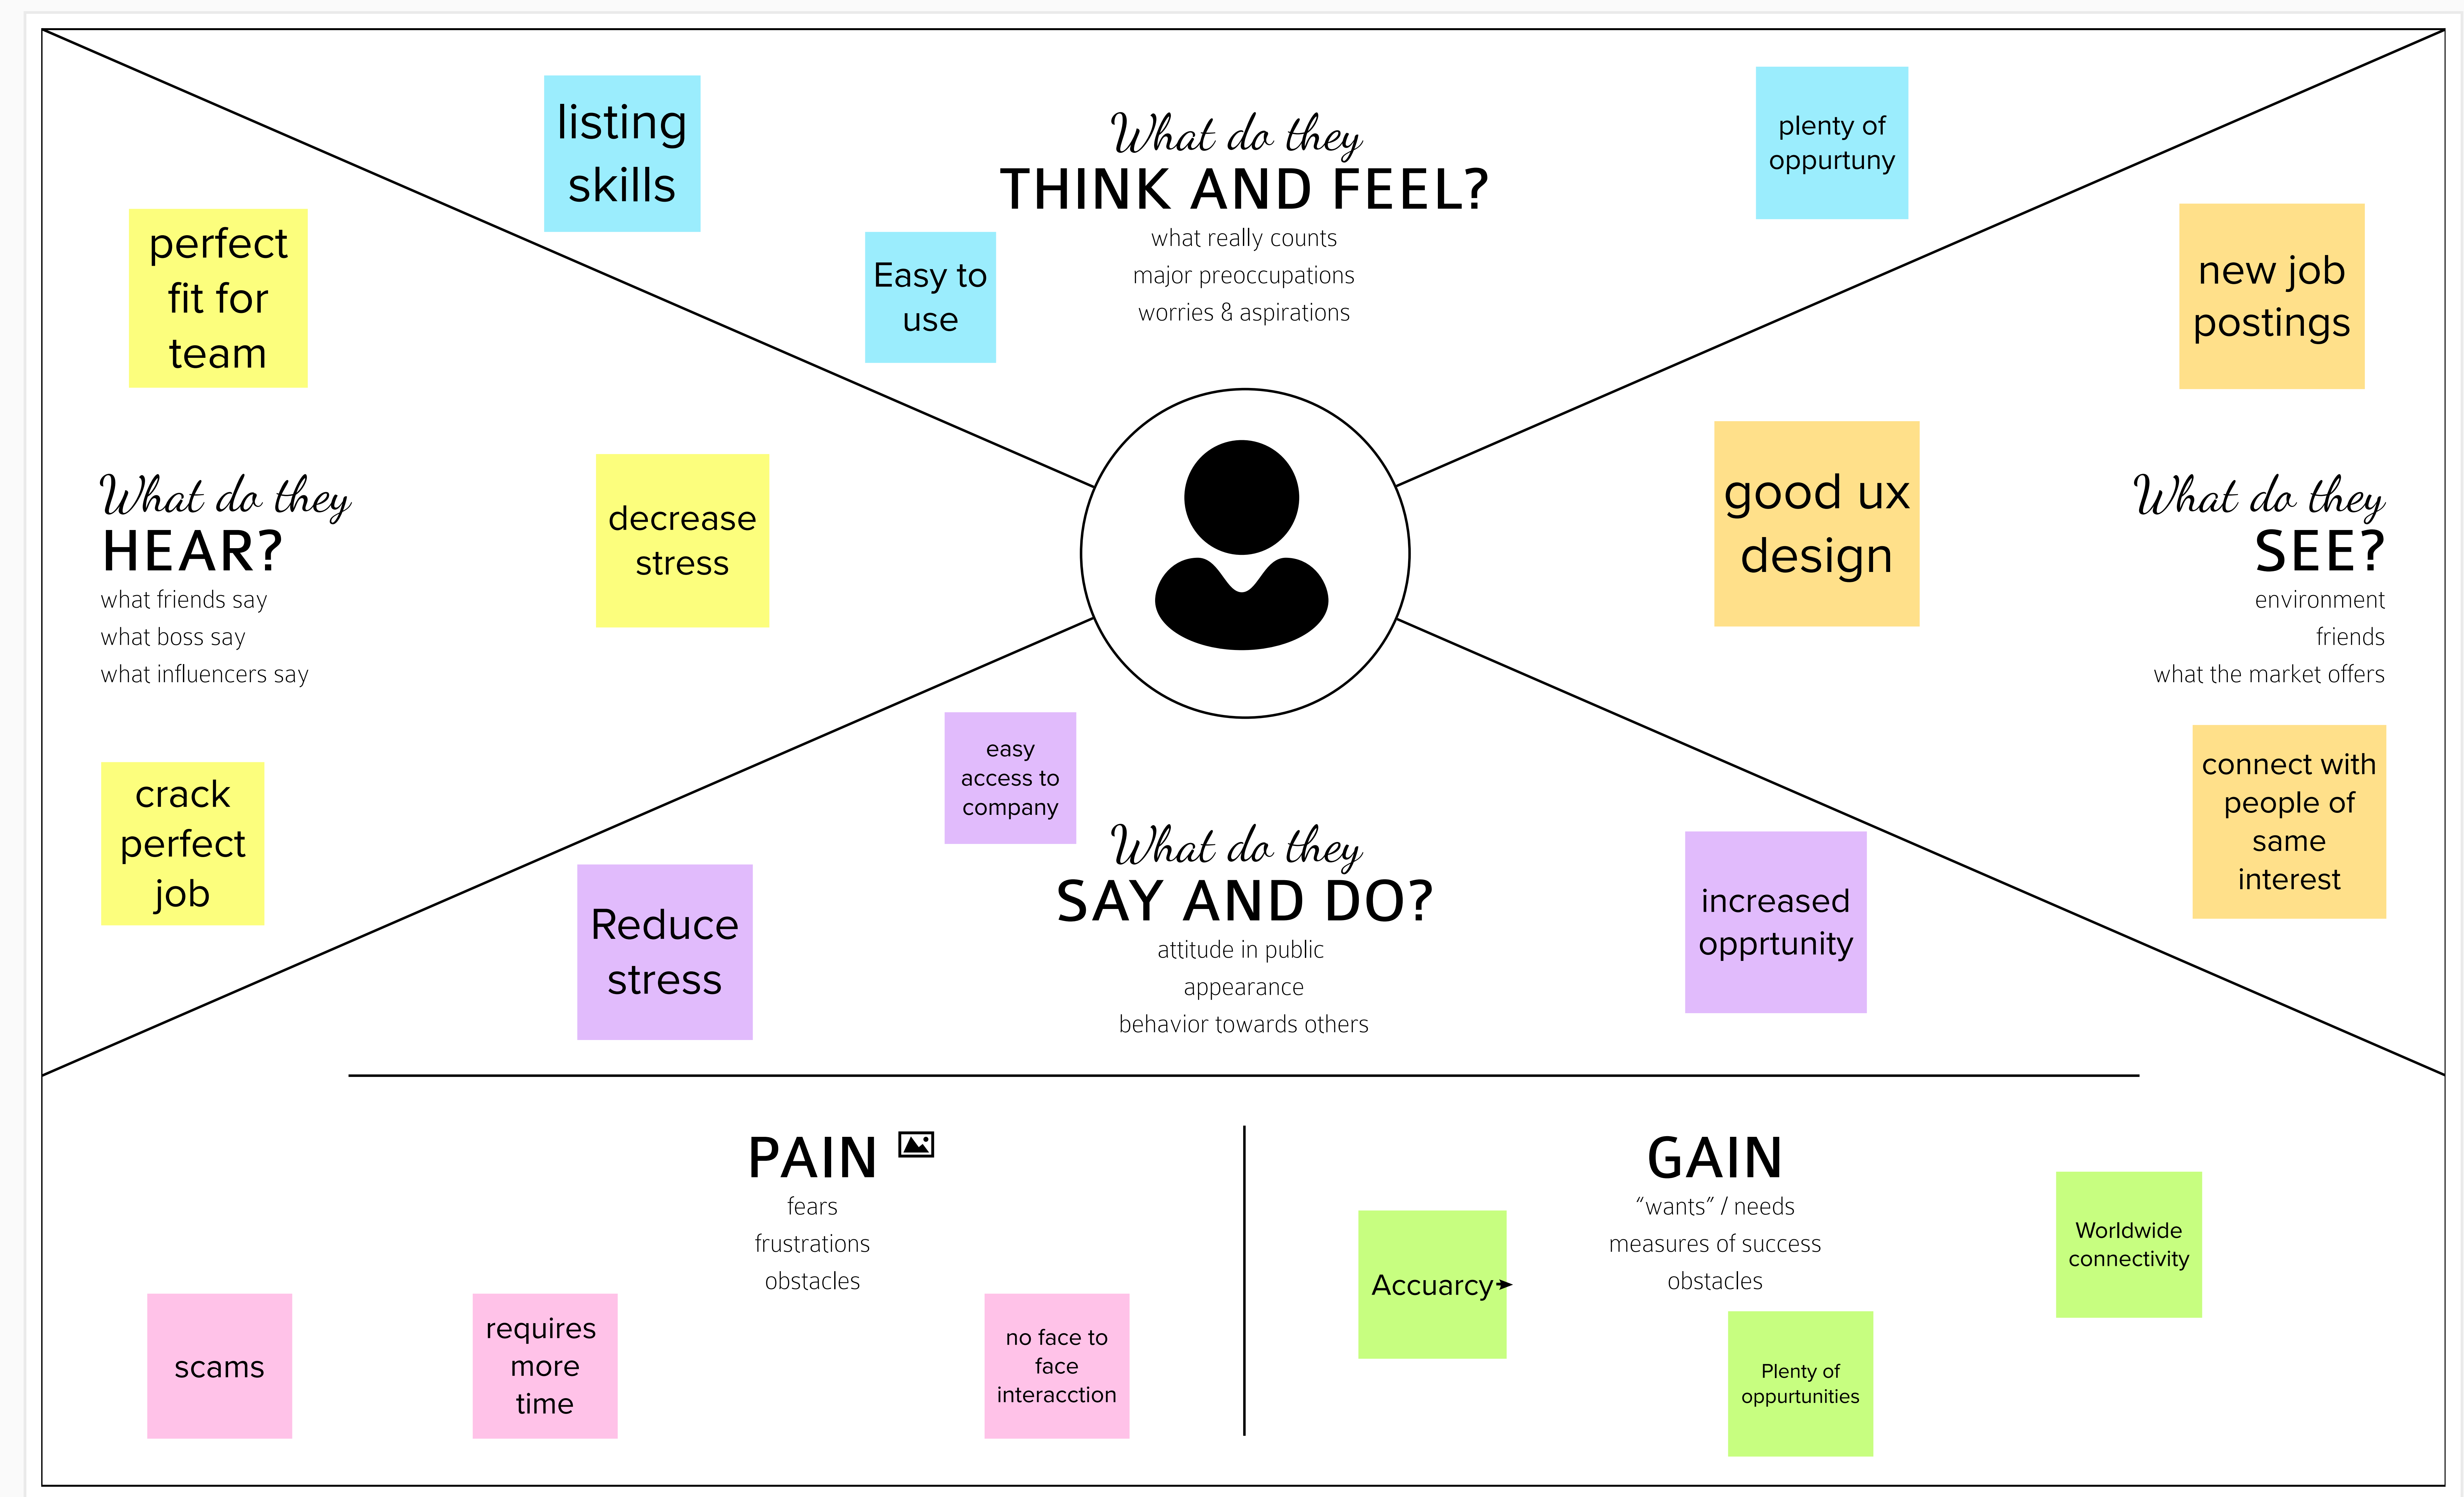 listing
skills
What do they
THINK AND FEEL?
what really counts
major preoccupations
worries & aspirations
Easy to
use
plenty of
oppurtuny
perfect
fit for
team
What do they
HEAR?
what friends say
what boss say
what influencers say
decrease
stress
crack
perfect
job
new job
postings
good ux
design
What do they
SEE?
environment
friends
what the market offers
connect with
people of
same
interest
easy
access to
company
What do they
SAY AND DO?
attitude in public
appearance
behavior towards others
Reduce
stress
increased
opprtunity
PAIN
fears
frustrations
obstacles
scams
requires
more
time
no face to
face
interacction
GAIN
“wants” / needs
measures of success
obstacles
Accuarcy
Plenty of
oppurtunities
Worldwide
connectivity